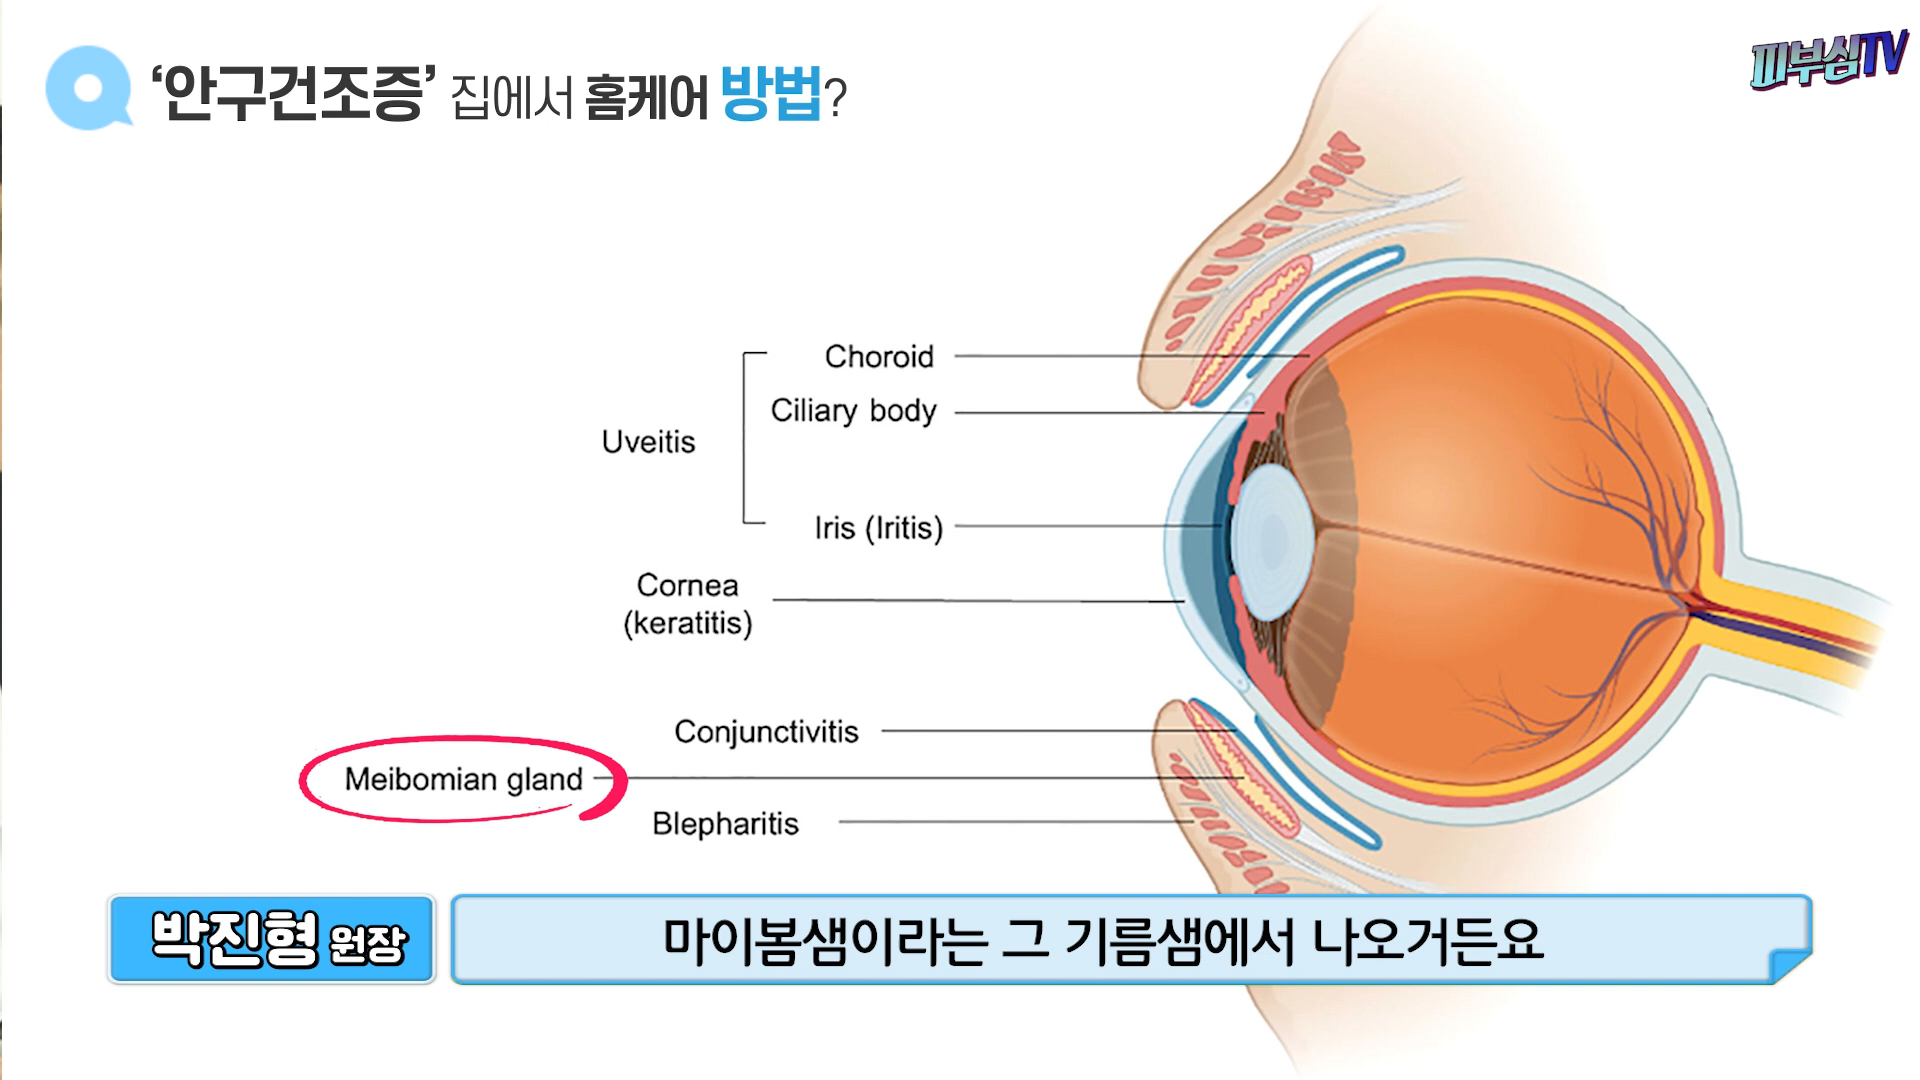 ‘안구건조증’ 집에서 홈케어 방법?
피부심TV
Choroid
Ciliary body
Uveitis
Iris (Iritis)
Cornea
(keratitis)
Conjunctivitis
Meibomian gland
Blepharitis
박진형 원장
마이봄샘이라는 그 기름샘에서 나오거든요